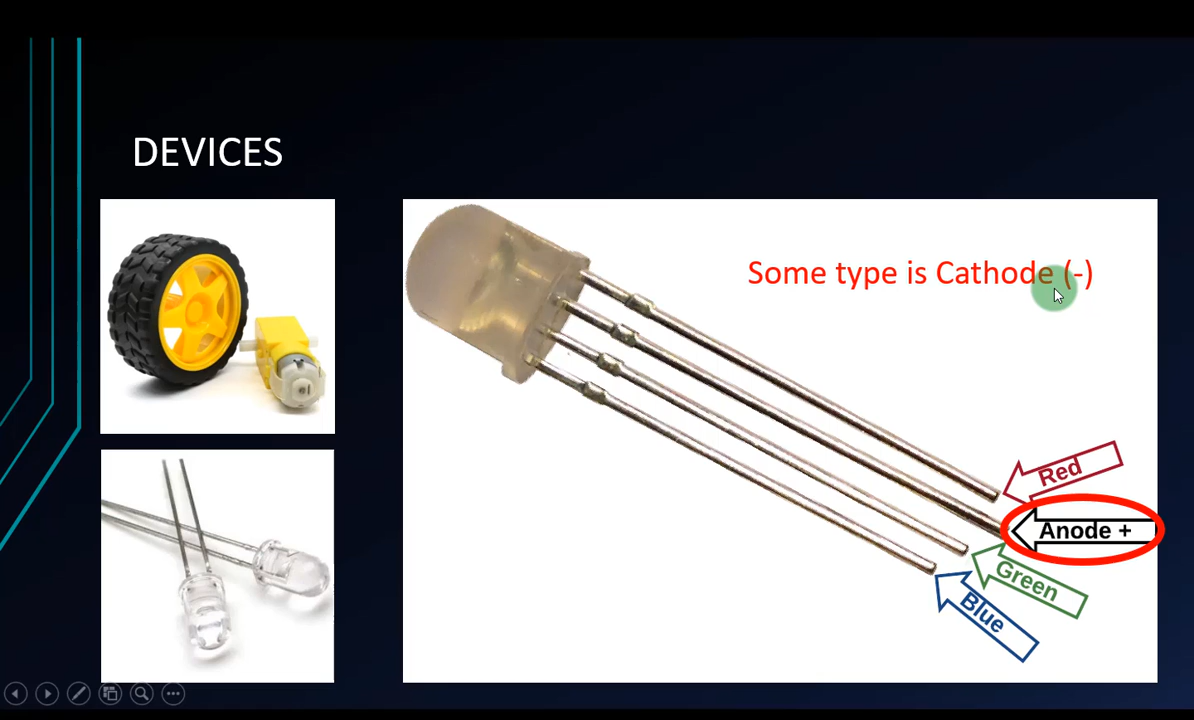 DEVICES
Some type is Cathode (-)
Red
Anode +
Green
Blue